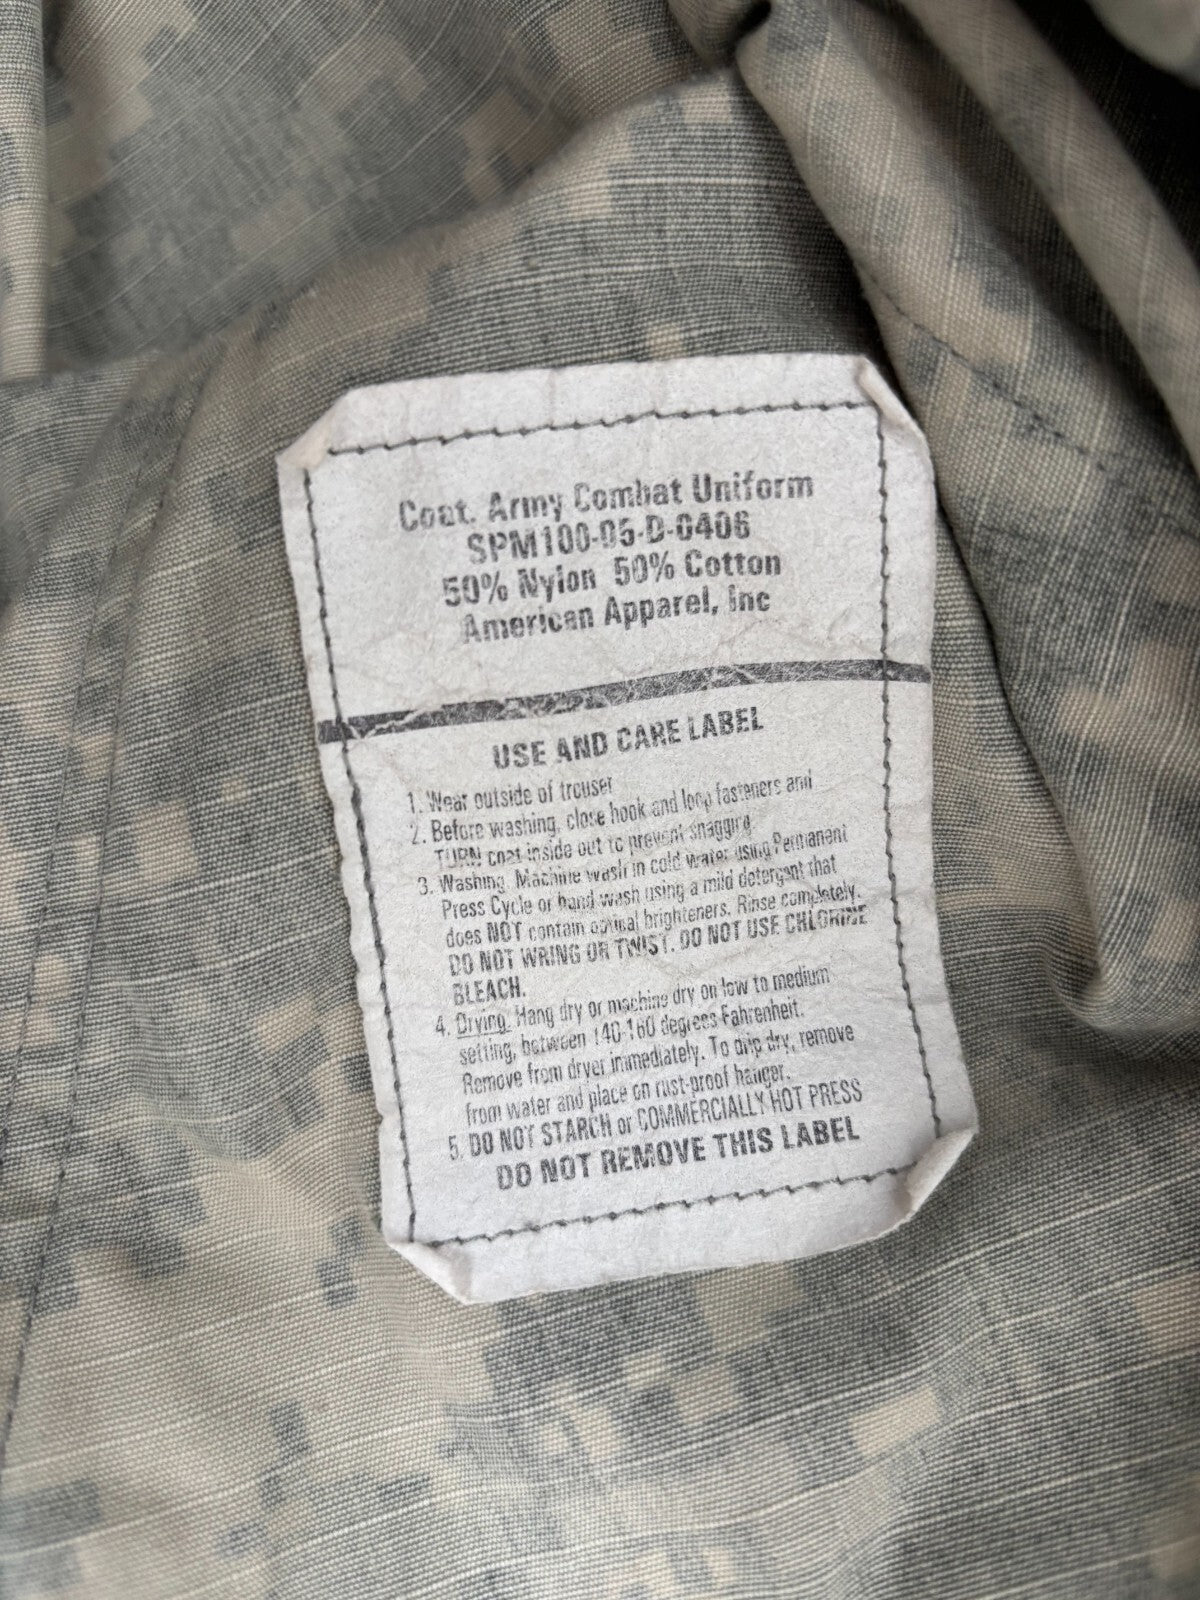 Coat. Army Combat Uniform
SPM100-05-D-0406
50% Nylon 50% Cotton
American Apparel, Inc
USE AND CARE LABEL
1. Wear outside of trouser
2. Before washing, close hook and loop fasteners and
TURN coat inside out to prevent snagging
3. Washing. Machine wash in cold water using Permanent
Press Cycle or hand wash using a mild detergent that
does NOT contain optical brighteners. Rinse completely.
DO NOT WRING OR TWIST. DO NOT USE CHLORINE
BLEACH.
4. Drying. Hang dry or machine dry on low to medium
setting, between 140-160 degrees Fahrenheit.
Remove from dryer immediately. To drip dry, remove
from water and place on rust-proof hanger.
5. DO NOT STARCH or COMMERCIALLY HOT PRESS
DO NOT REMOVE THIS LABEL